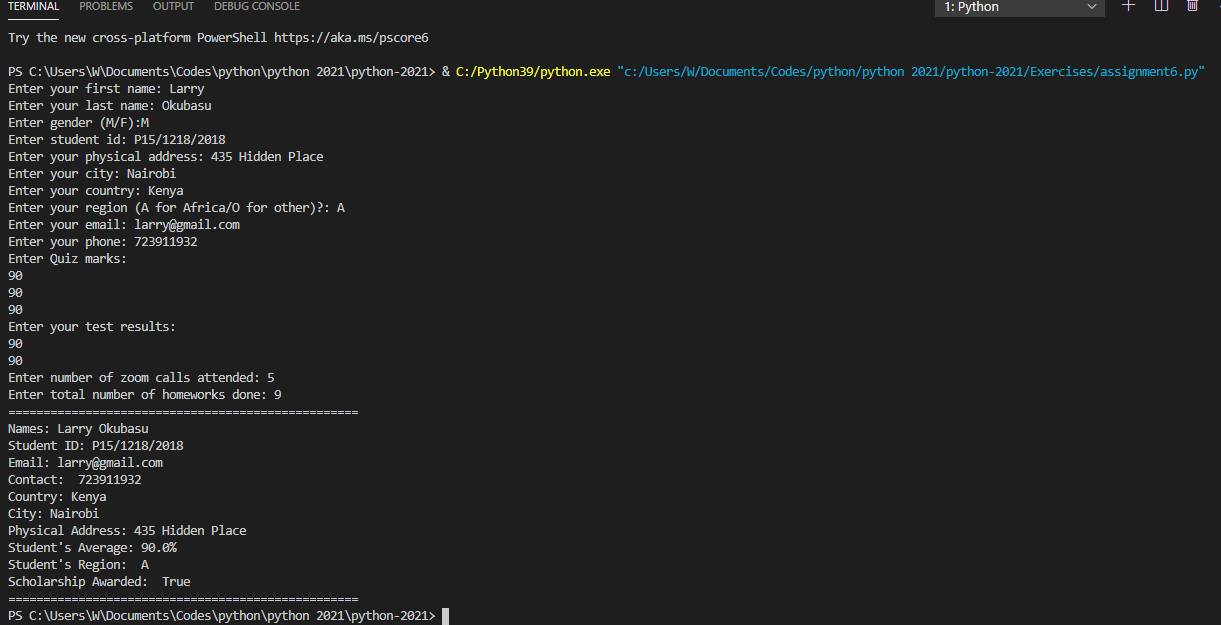 TERMINAL PROBLEMS OUTPUT DEBUG CONSOLE 1: Python
Try the new cross-platform PowerShell https://aka.ms/pscore6
PS C:\Users\W\Documents\Codes\python\python 2021\python-2021> & C:/Python39/python.exe "c:/Users/W/Documents/Codes/python/python 2021/python-2021/Exercises/assignment6.py"
Enter your first name: Larry
Enter your last name: Okubasu
Enter gender (M/F):M
Enter student id: P15/1218/2018
Enter your physical address: 435 Hidden Place
Enter your city: Nairobi
Enter your country: Kenya
Enter your region (A for Africa/O for other)?: A
Enter your email: larry@gmail.com
Enter your phone: 723911932
Enter Quiz marks:
90
90
90
Enter your test results:
90
90
Enter number of zoom calls attended: 5
Enter total number of homeworks done: 9
==================================================
Names: Larry Okubasu
Student ID: P15/1218/2018
Email: larry@gmail.com
Contact:  723911932
Country: Kenya
City: Nairobi
Physical Address: 435 Hidden Place
Student's Average: 90.0%
Student's Region:  A
Scholarship Awarded:  True
==================================================
PS C:\Users\W\Documents\Codes\python\python 2021\python-2021>